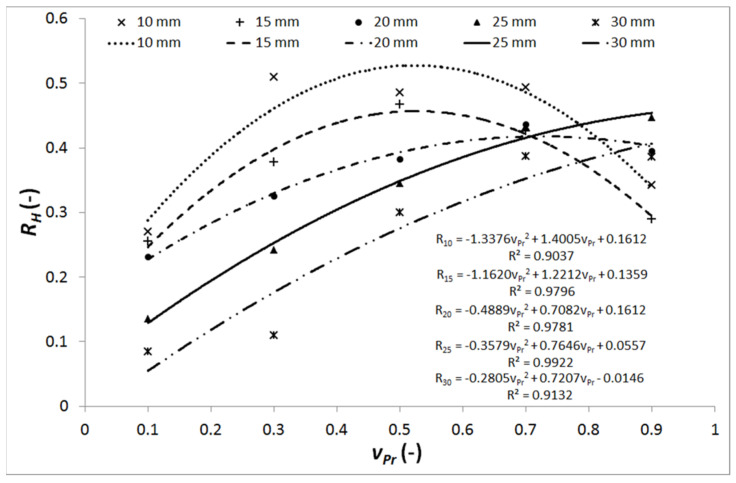 0.6
10 mm 15 mm 20 mm 25 mm 30 mm
10 mm 15 mm 20 mm 25 mm 30 mm
0.5
0.4
0.3
0.2
0.1
0
R_H (-)
R₁₀ = -1.3376v_Pr² + 1.4005v_Pr + 0.1612
R² = 0.9037
R₁₅ = -1.1620v_Pr² + 1.2212v_Pr + 0.1359
R² = 0.9796
R₂₀ = -0.4889v_Pr² + 0.7082v_Pr + 0.1612
R² = 0.9781
R₂₅ = -0.3579v_Pr² + 0.7646v_Pr + 0.0557
R² = 0.9922
R₃₀ = -0.2805v_Pr² + 0.7207v_Pr - 0.0146
R² = 0.9132
0 0.1 0.2 0.3 0.4 0.5 0.6 0.7 0.8 0.9 1
v_Pr (-)